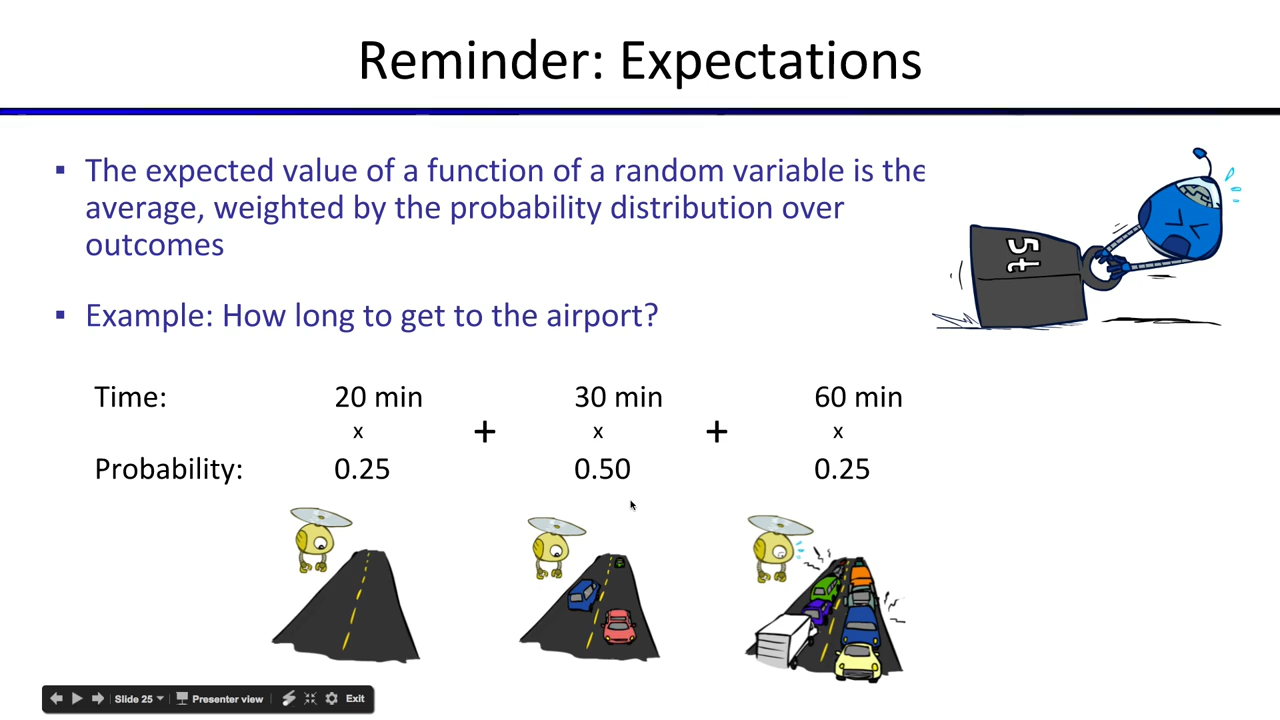 Reminder: Expectations
▪ The expected value of a function of a random variable is the
average, weighted by the probability distribution over
outcomes
5t
▪ Example: How long to get to the airport?
Time: 20 min 30 min 60 min
x + x + x
Probability: 0.25 0.50 0.25
Slide 25 Presenter view Exit